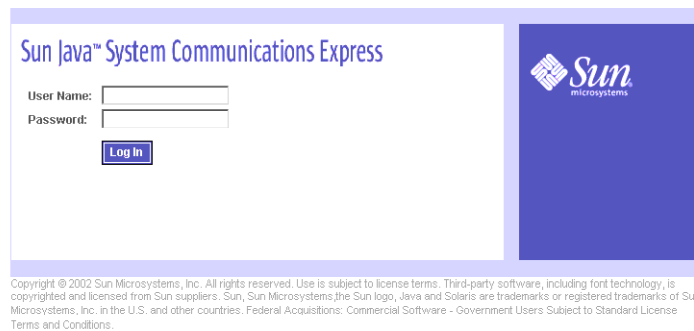 Sun Java™ System Communications Express
Sun
microsystems
User Name:
Password:
Log In
Copyright © 2002 Sun Microsystems, Inc. All rights reserved. Use is subject to license terms. Third-party software, including font technology, is
copyrighted and licensed from Sun suppliers. Sun, Sun Microsystems,the Sun logo, Java and Solaris are trademarks or registered trademarks of Su
Microsystems, Inc. in the U.S. and other countries. Federal Acquisitions: Commercial Software - Government Users Subject to Standard License
Terms and Conditions.